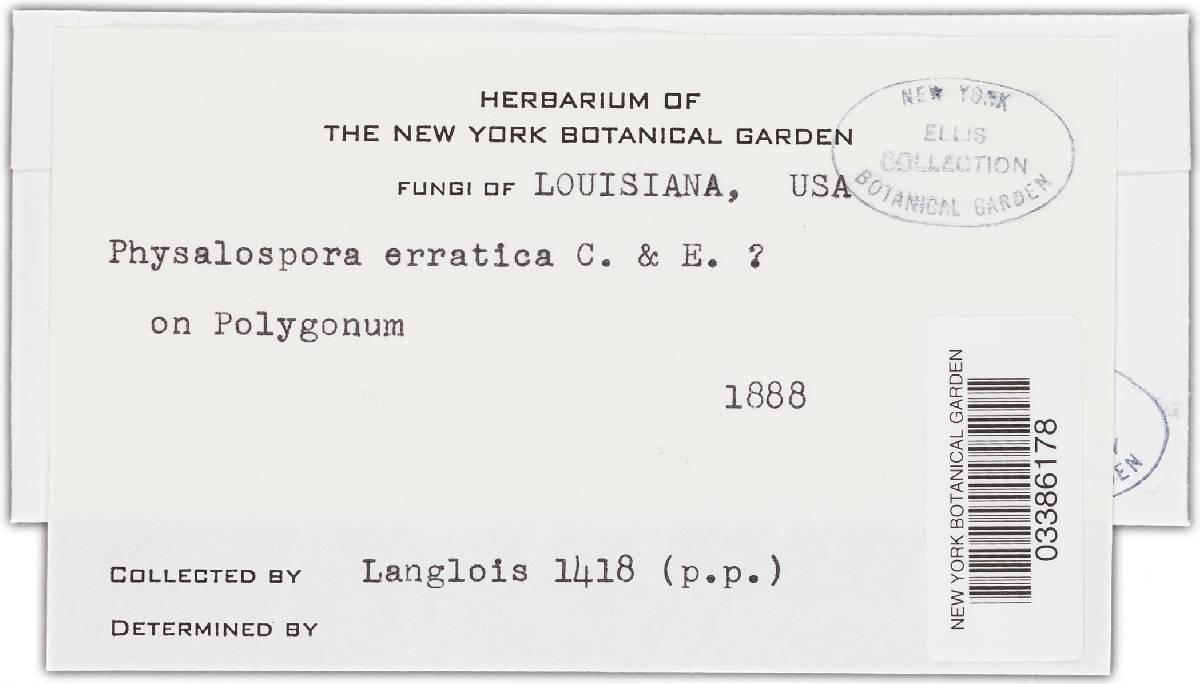 HERBARIUM OF
THE NEW YORK BOTANICAL GARDEN
FUNGI OF LOUISIANA, USA
NEW YORK
ELLIS
COLLECTION
BOTANICAL GARDEN
Physalospora erratica C. & E. ?
on Polygonum
1888
Collected by Langlois 1418 (p.p.)
Determined by
NEW YORK BOTANICAL GARDEN
03386178